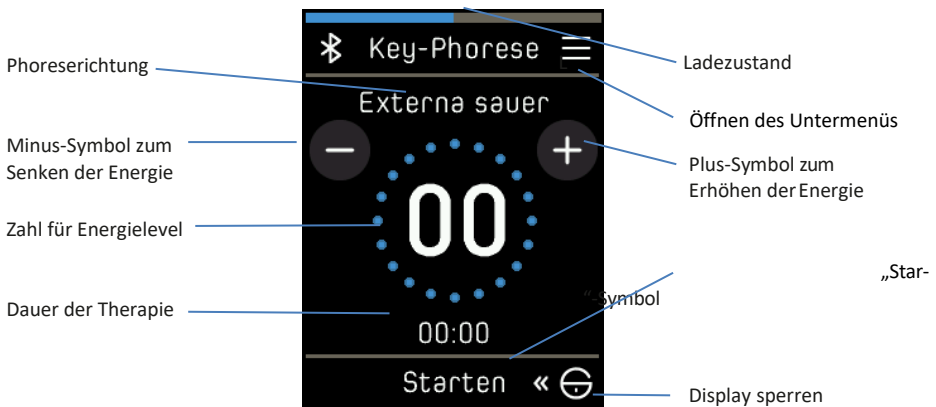 Key-Phorese
Phoreserichtung
Ladezustand
Externa sauer
Öffnen des Untermenüs
Minus-Symbol zum
Senken der Energie
Plus-Symbol zum
Erhöhen der Energie
00
Zahl für Energielevel
„Star-
“-Symbol
Dauer der Therapie
00:00
Starten «
Display sperren